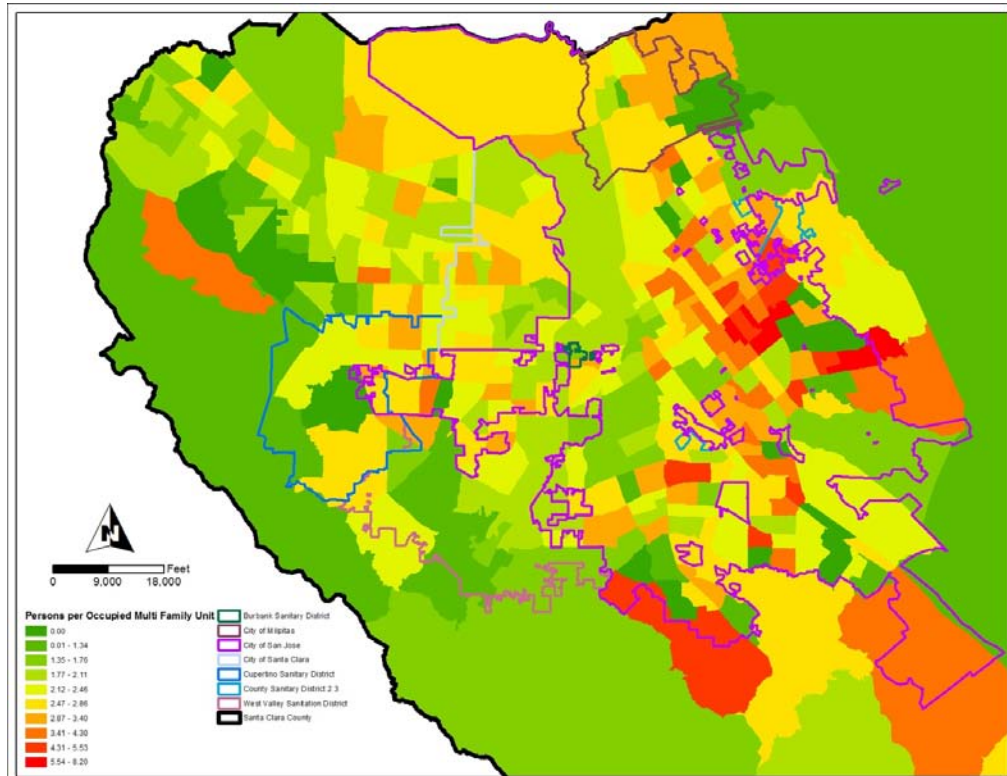 N
Feet
0 9,000 18,000
Persons per Occupied Multi Family Unit
0.00
0.01 - 1.34
1.35 - 1.76
1.77 - 2.11
2.12 - 2.46
2.47 - 2.86
2.87 - 3.40
3.41 - 4.30
4.31 - 5.53
5.54 - 8.20
Burbank Sanitary District
City of Milpitas
City of San Jose
City of Santa Clara
Cupertino Sanitary District
County Sanitary District 2 3
West Valley Sanitation District
Santa Clara County